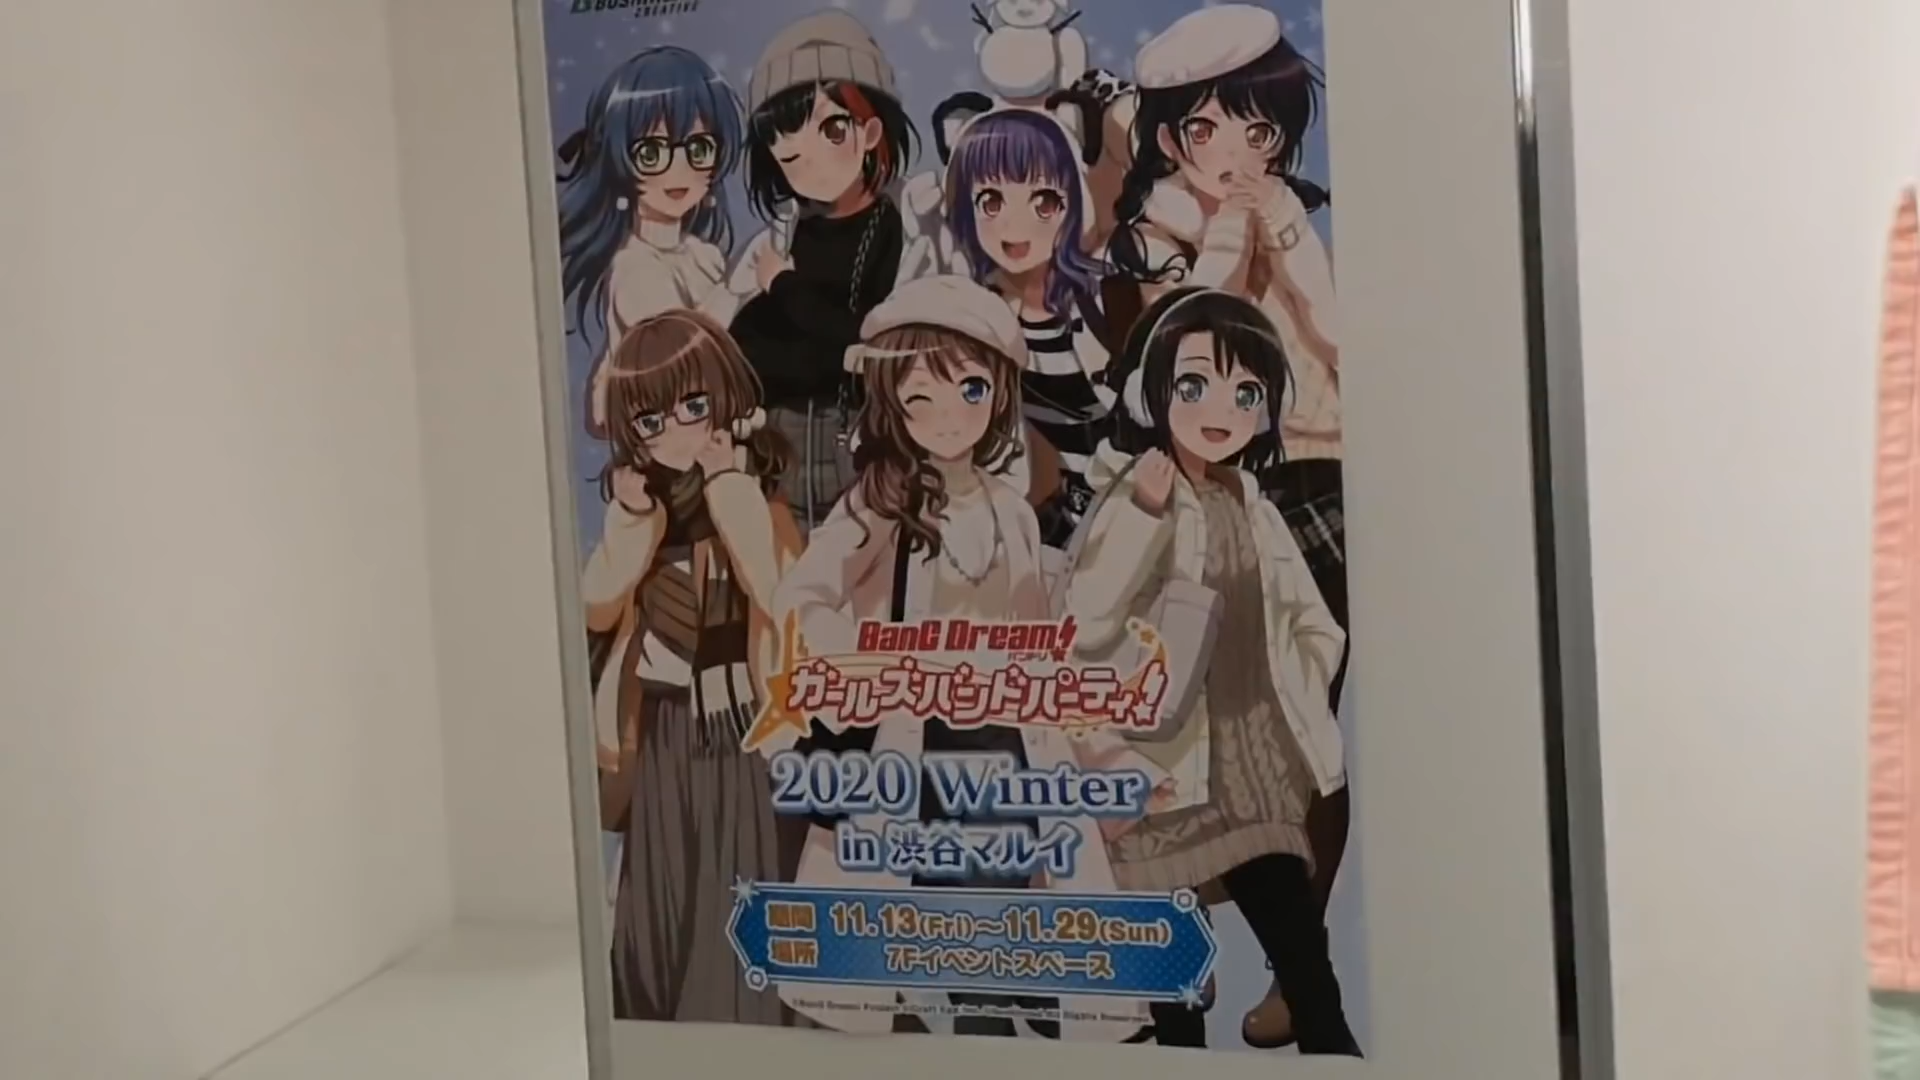 BUSHIROAD
CREATIVE
BanG Dream!
バンドリ
ガールズバンドパーティ!
2020 Winter
in 渋谷マルイ
期間 11.13(Fri)～11.29(Sun)
場所 7Fイベントスペース